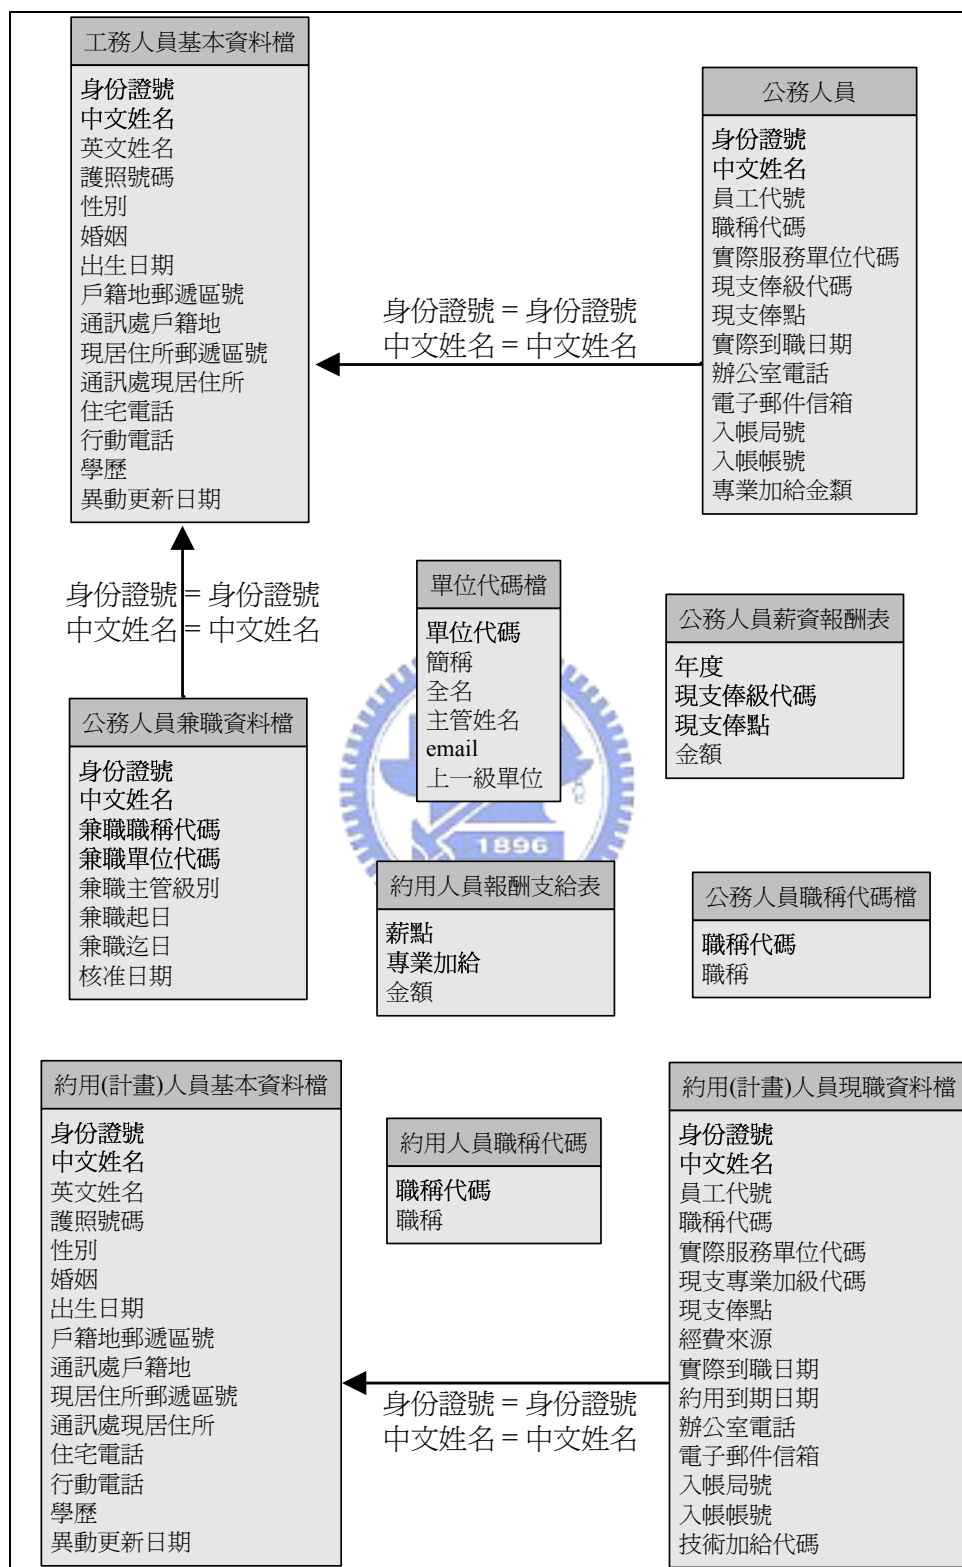 工務人員基本資料檔
身份證號
中文姓名
英文姓名
護照號碼
性別
婚姻
出生日期
戶籍地郵遞區號
通訊處戶籍地
現居住所郵遞區號
通訊處現居住所
住宅電話
行動電話
學歷
異動更新日期
公務人員
身份證號
中文姓名
員工代號
職稱代碼
實際服務單位代碼
現支俸級代碼
現支俸點
實際到職日期
辦公室電話
電子郵件信箱
入帳局號
入帳帳號
專業加給金額
身份證號 = 身份證號
中文姓名 = 中文姓名
身份證號 = 身份證號
中文姓名 = 中文姓名
單位代碼檔
單位代碼
簡稱
全名
主管姓名
email
上一級單位
公務人員薪資報酬表
年度
現支俸級代碼
現支俸點
金額
公務人員兼職資料檔
身份證號
中文姓名
兼職職稱代碼
兼職單位代碼
兼職主管級別
兼職起日
兼職迄日
核准日期
1896
約用人員報酬支給表
薪點
專業加給
金額
公務人員職稱代碼檔
職稱代碼
職稱
約用(計畫)人員基本資料檔
身份證號
中文姓名
英文姓名
護照號碼
性別
婚姻
出生日期
戶籍地郵遞區號
通訊處戶籍地
現居住所郵遞區號
通訊處現居住所
住宅電話
行動電話
學歷
異動更新日期
約用人員職稱代碼
職稱代碼
職稱
約用(計畫)人員現職資料檔
身份證號
中文姓名
員工代號
職稱代碼
實際服務單位代碼
現支專業加級代碼
現支俸點
經費來源
實際到職日期
約用到期日期
辦公室電話
電子郵件信箱
入帳局號
入帳帳號
技術加給代碼
身份證號 = 身份證號
中文姓名 = 中文姓名